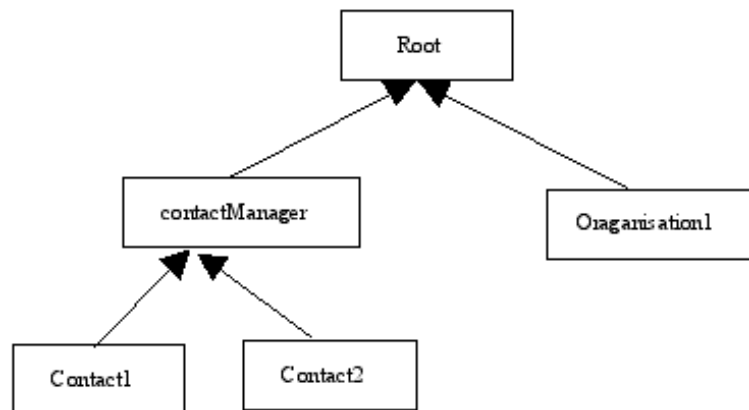 Root
contactManager
Oraganisation1
Contact1
Contact2